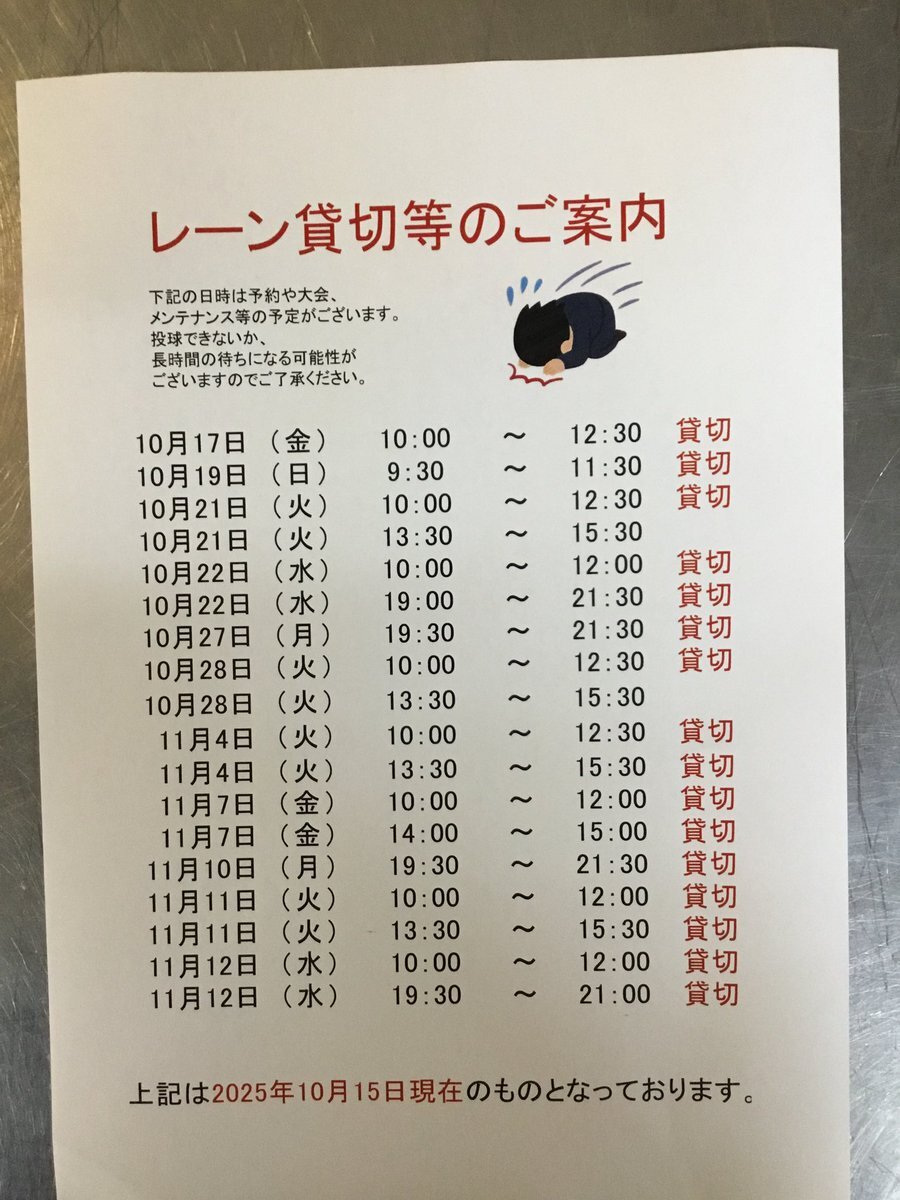 レーン貸切等のご案内
下記の日時は予約や大会、
メンテナンス等の予定がございます。
投球できないか、
長時間の待ちになる可能性が
ございますのでご了承ください。
10月17日（金） 10:00 ～ 12:30 貸切
10月19日（日） 9:30 ～ 11:30 貸切
10月21日（火） 10:00 ～ 12:30 貸切
10月21日（火） 13:30 ～ 15:30
10月22日（水） 10:00 ～ 12:00 貸切
10月22日（水） 19:00 ～ 21:30 貸切
10月27日（月） 19:30 ～ 21:30 貸切
10月28日（火） 10:00 ～ 12:30 貸切
10月28日（火） 13:30 ～ 15:30
11月4日（火） 10:00 ～ 12:30 貸切
11月4日（火） 13:30 ～ 15:30 貸切
11月7日（金） 10:00 ～ 12:00 貸切
11月7日（金） 14:00 ～ 15:00 貸切
11月10日（月） 19:30 ～ 21:30 貸切
11月11日（火） 10:00 ～ 12:00 貸切
11月11日（火） 13:30 ～ 15:30 貸切
11月12日（水） 10:00 ～ 12:00 貸切
11月12日（水） 19:30 ～ 21:00 貸切
上記は2025年10月15日現在のものとなっております。